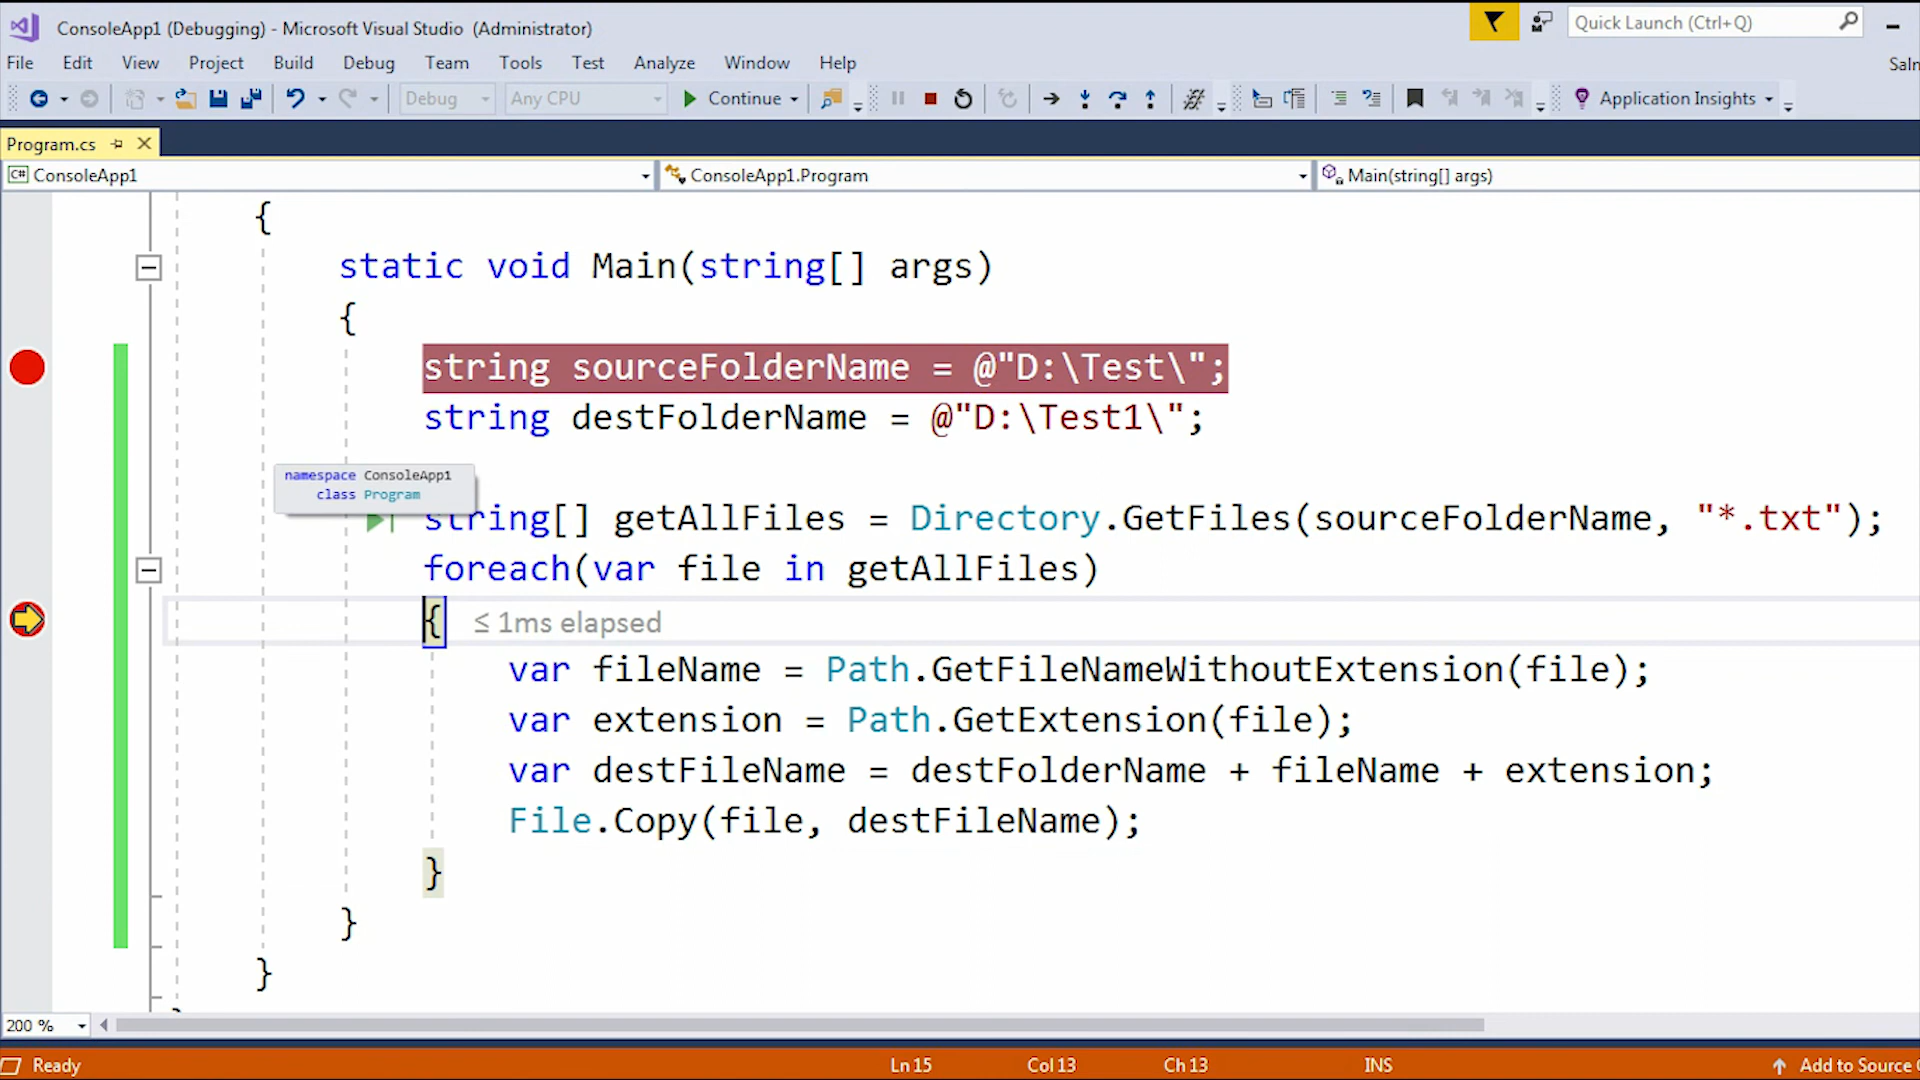 ConsoleApp1 (Debugging) - Microsoft Visual Studio (Administrator)
Quick Launch (Ctrl+Q)
File Edit View Project Build Debug Team Tools Test Analyze Window Help
Debug Any CPU Continue Application Insights
Program.cs
C# ConsoleApp1 ConsoleApp1.Program Main(string[] args)
{
static void Main(string[] args)
{
string sourceFolderName = @"D:\Test\";
string destFolderName = @"D:\Test1\";
namespace ConsoleApp1
class Program
string[] getAllFiles = Directory.GetFiles(sourceFolderName, "*.txt");
foreach(var file in getAllFiles)
{ ≤ 1ms elapsed
var fileName = Path.GetFileNameWithoutExtension(file);
var extension = Path.GetExtension(file);
var destFileName = destFolderName + fileName + extension;
File.Copy(file, destFileName);
}
}
}
200 %
Ready Ln 15 Col 13 Ch 13 INS Add to Source